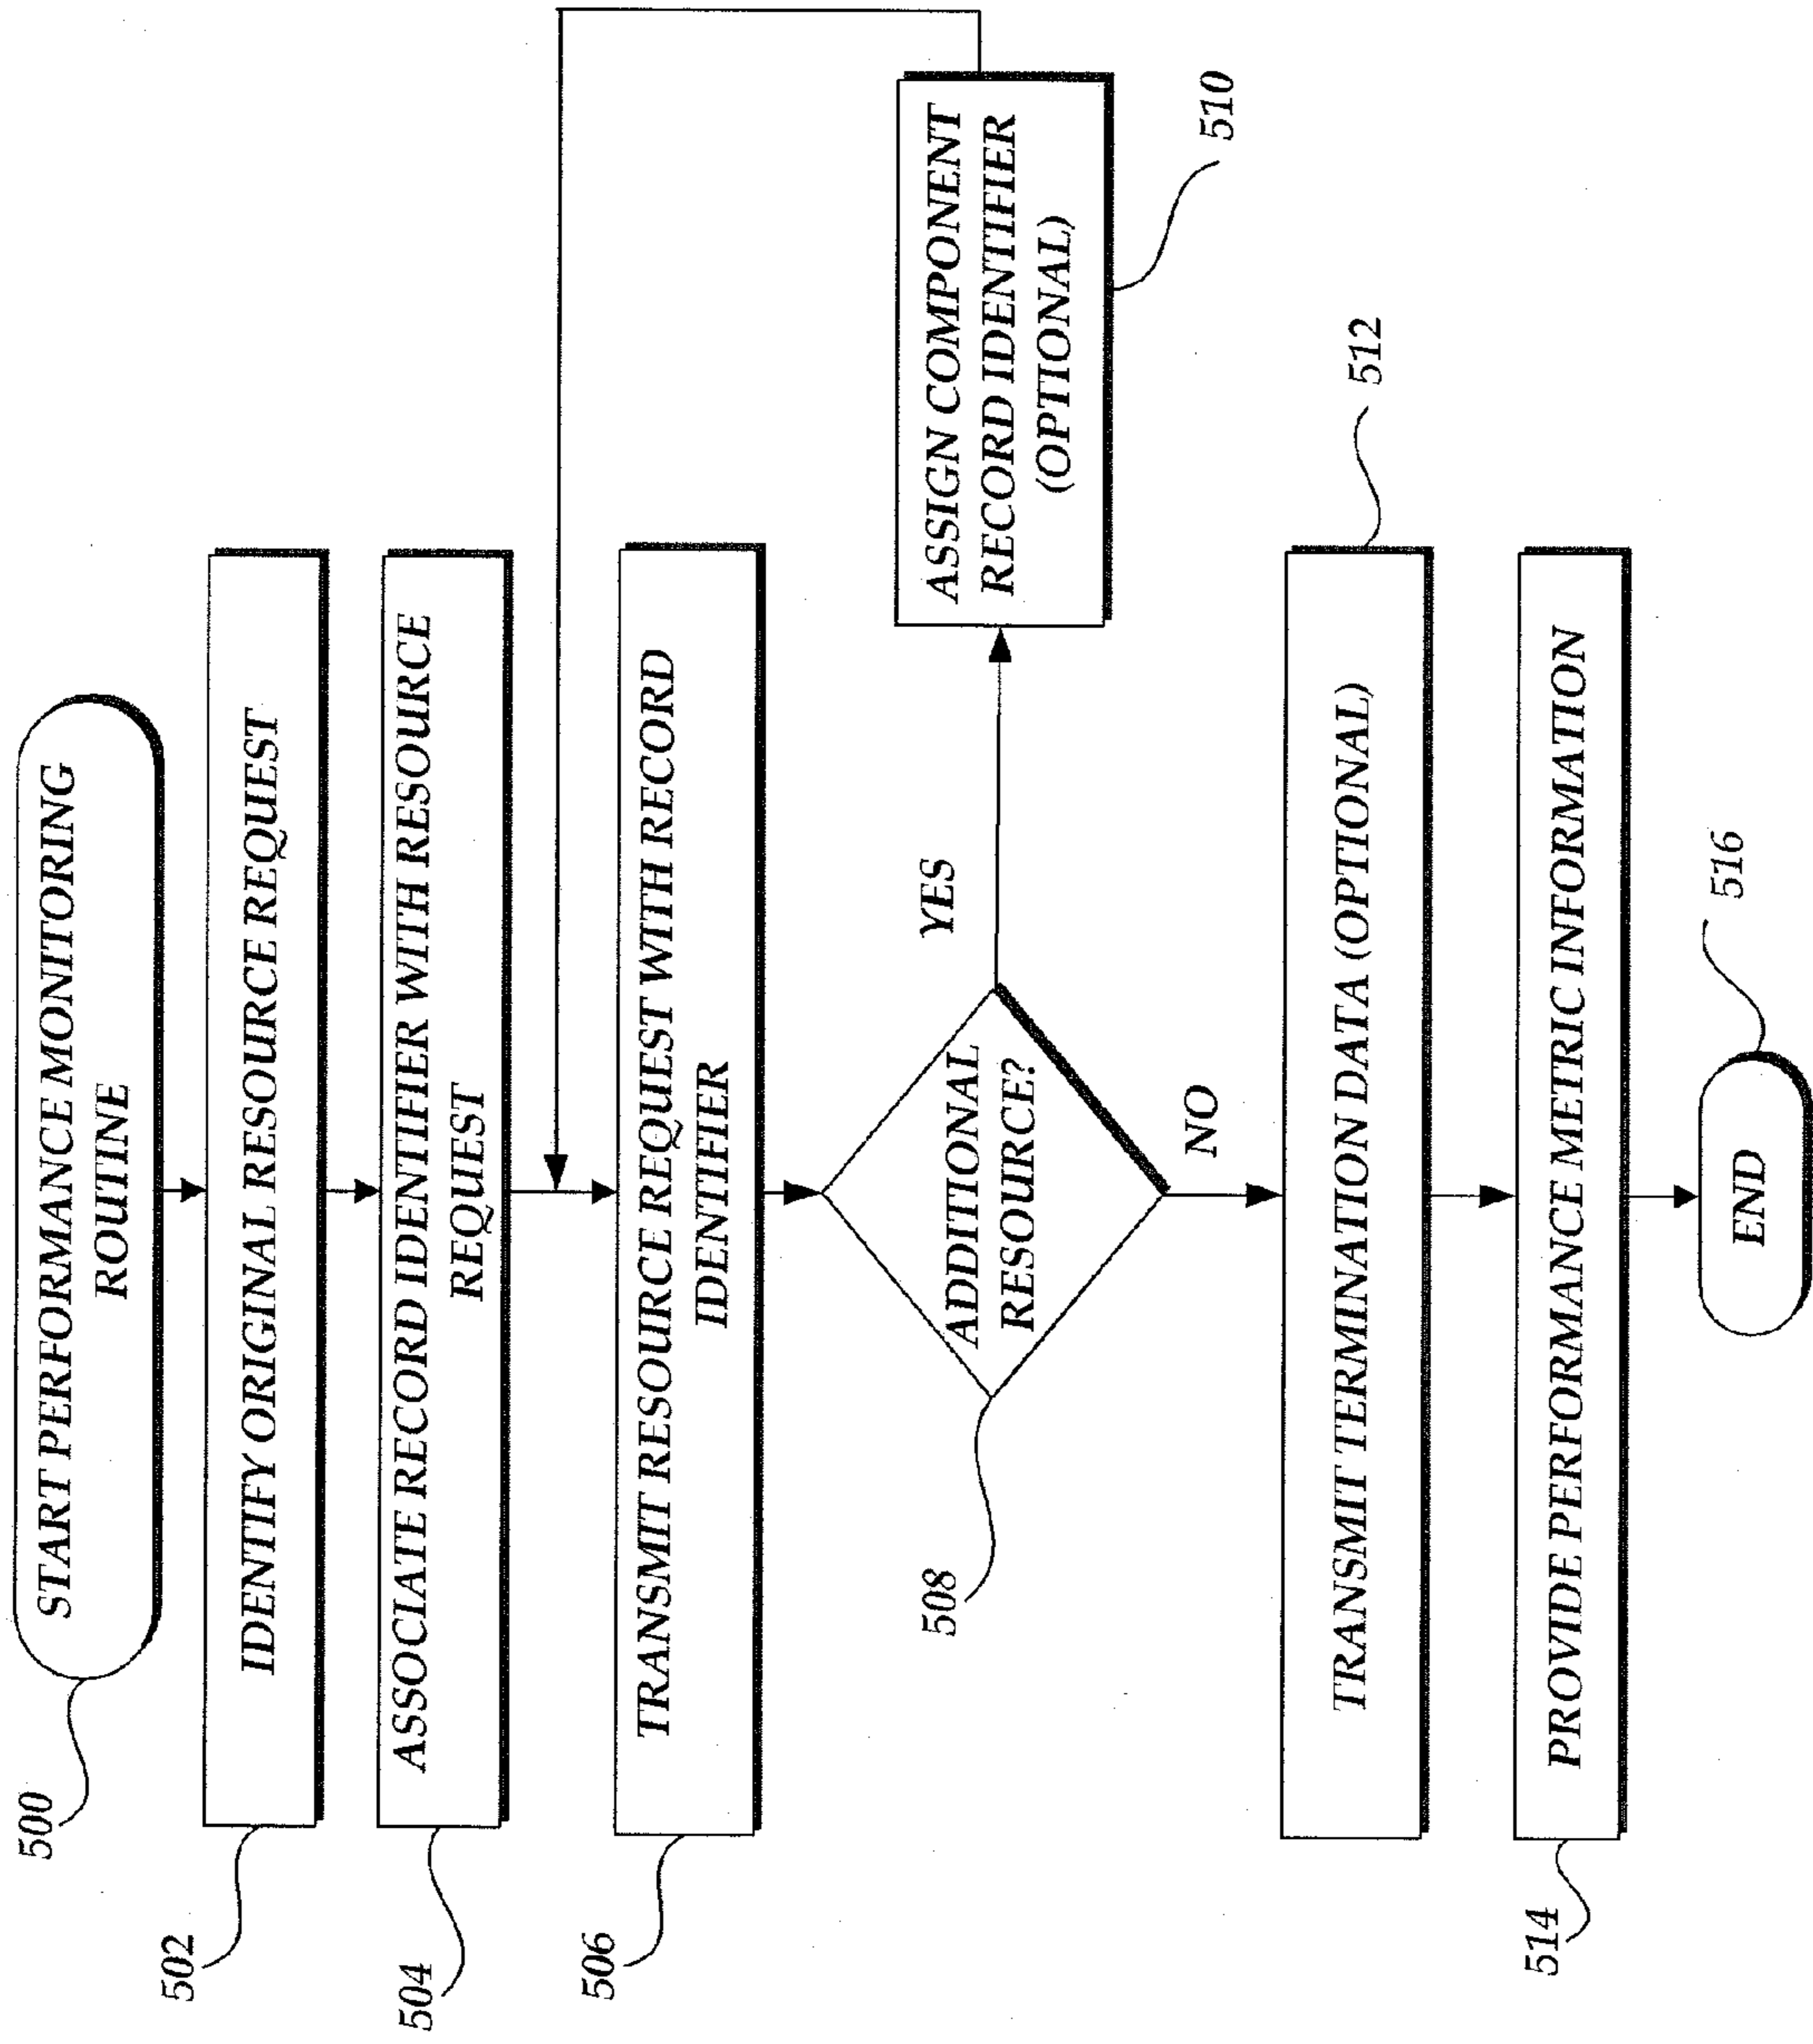 500
START PERFORMANCE MONITORING
ROUTINE
502
IDENTIFY ORIGINAL RESOURCE REQUEST
504
ASSOCIATE RECORD IDENTIFIER WITH RESOURCE
REQUEST
506
TRANSMIT RESOURCE REQUEST WITH RECORD
IDENTIFIER
508
ADDITIONAL
RESOURCE?
YES
ASSIGN COMPONENT
RECORD IDENTIFIER
(OPTIONAL)
510
NO
512
TRANSMIT TERMINATION DATA (OPTIONAL)
514
PROVIDE PERFORMANCE METRIC INFORMATION
516
END